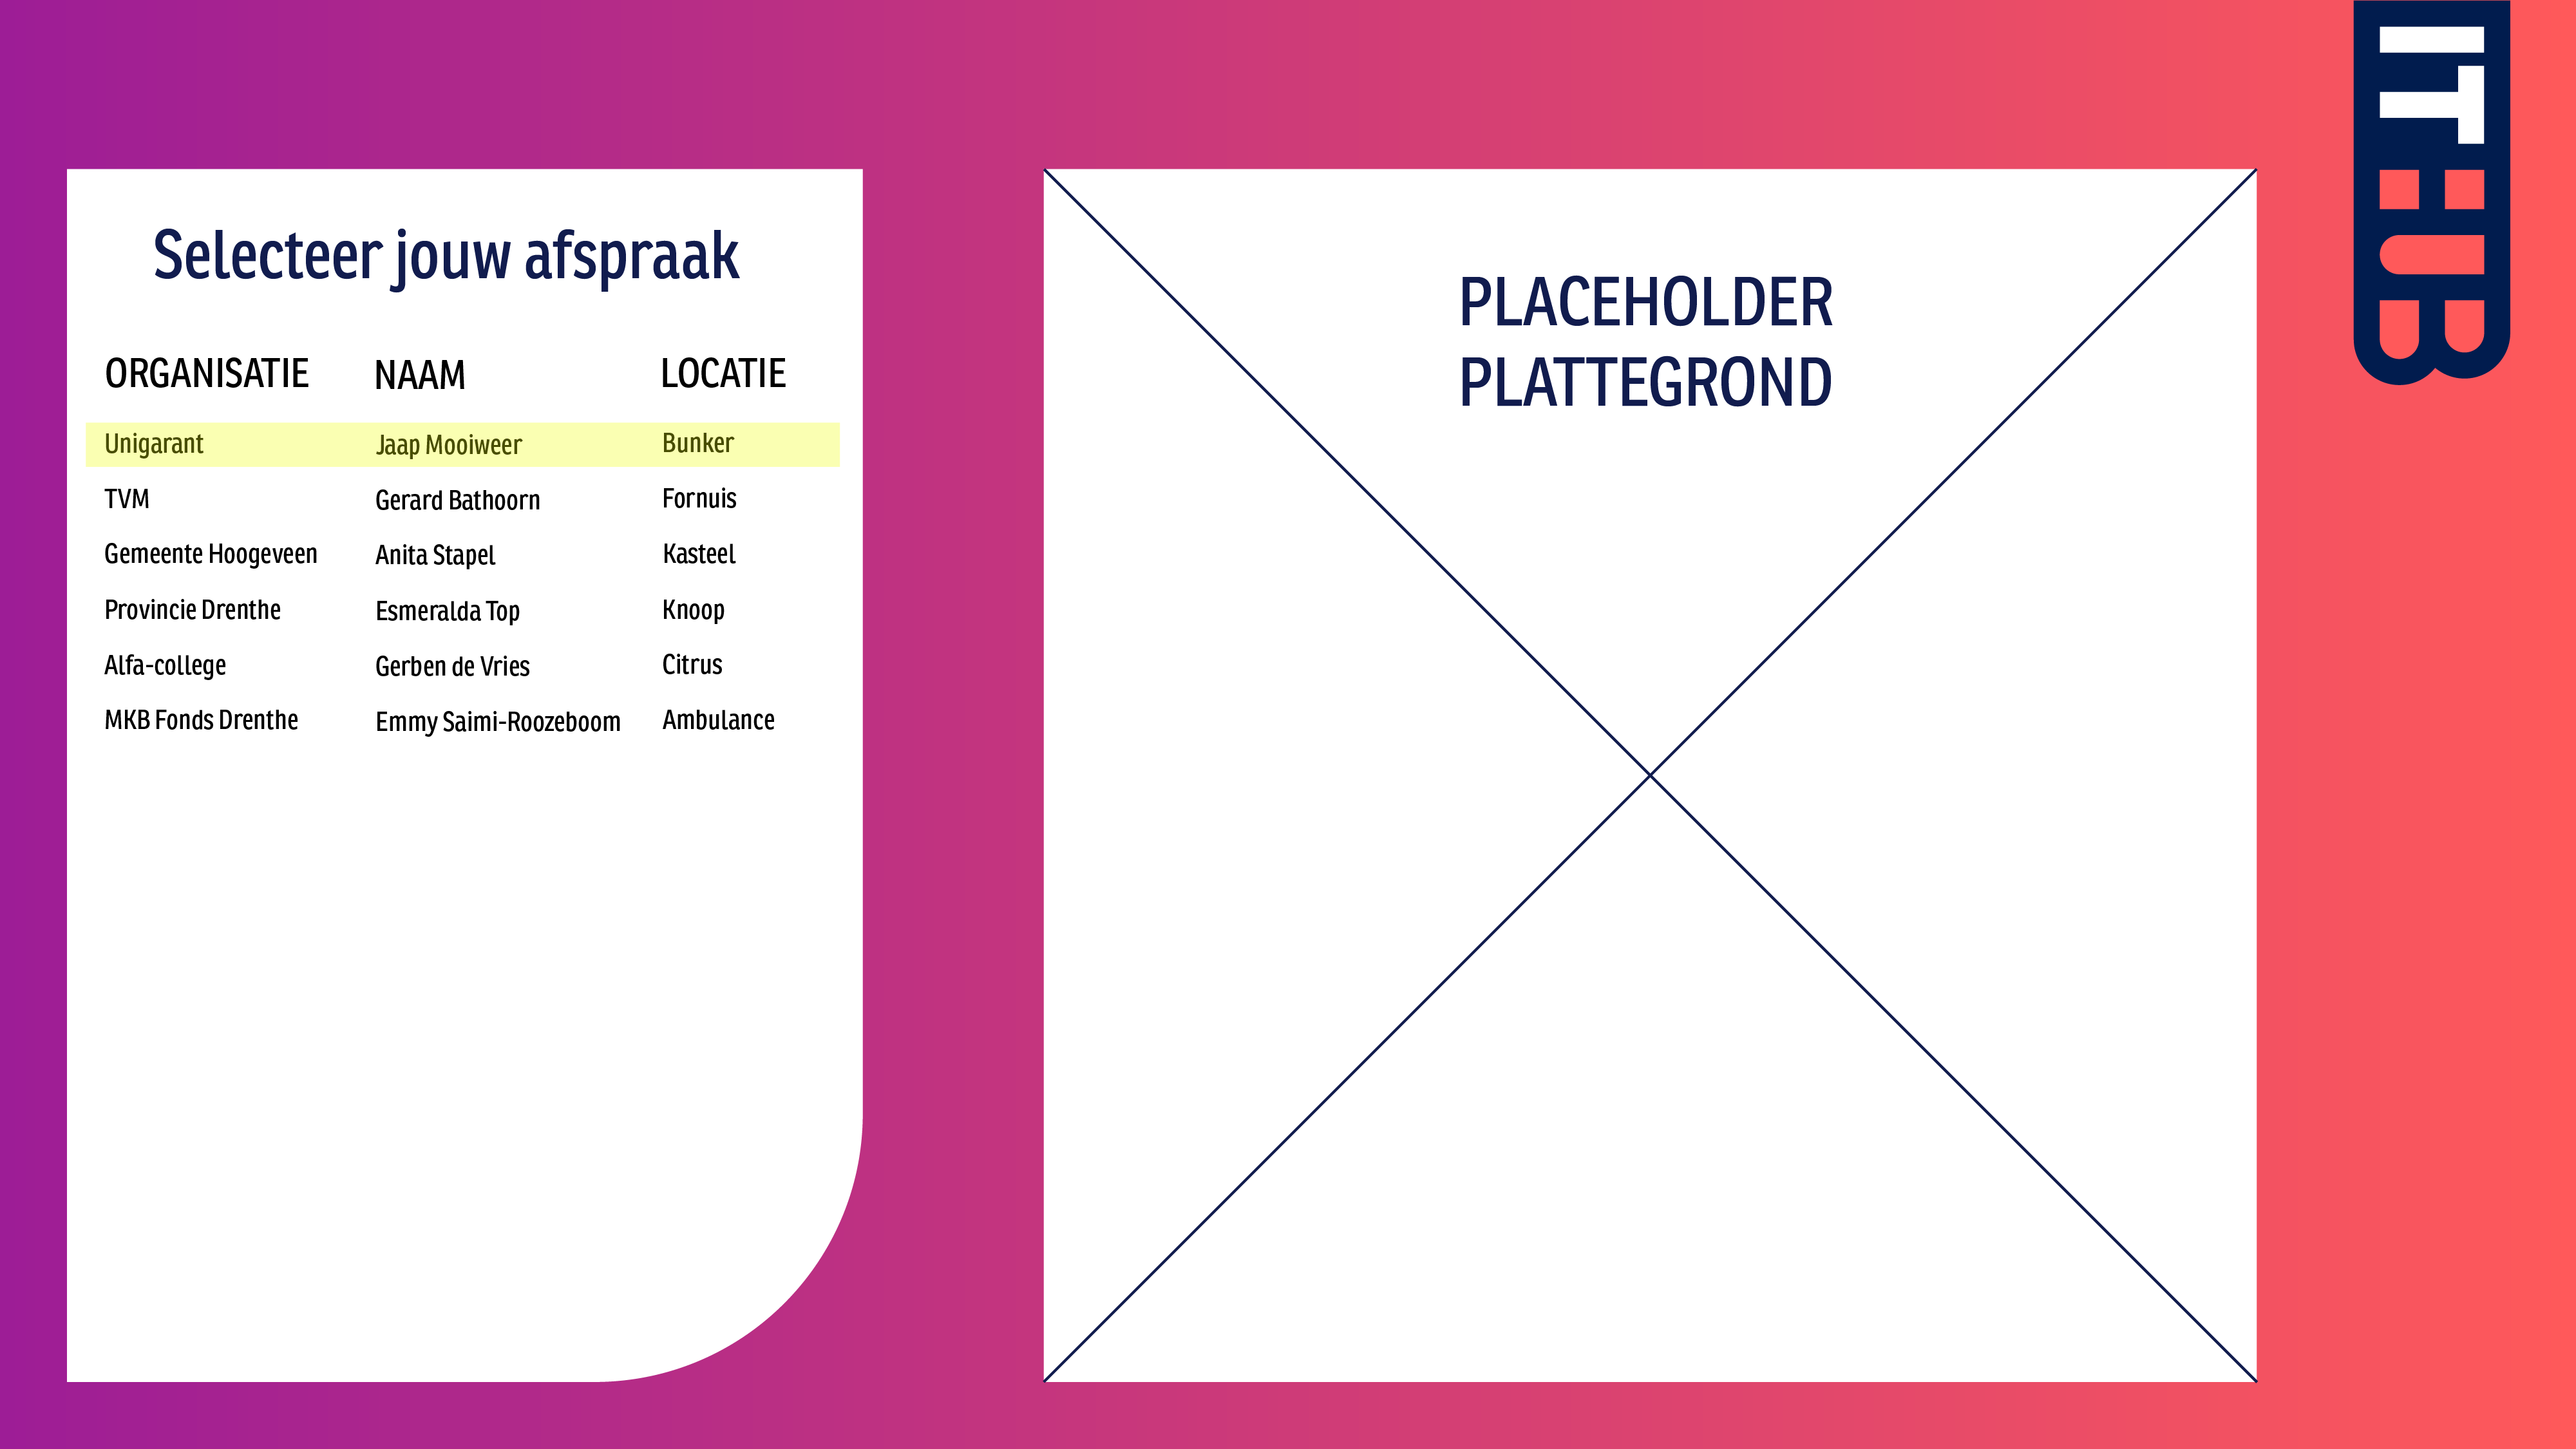 Selecteer jouw afspraak
ORGANISATIE NAAM LOCATIE
Unigarant Jaap Mooiweer Bunker
TVM Gerard Bathoorn Fornuis
Gemeente Hoogeveen Anita Stapel Kasteel
Provincie Drenthe Esmeralda Top Knoop
Alfa-college Gerben de Vries Citrus
MKB Fonds Drenthe Emmy Saimi-Roozeboom Ambulance
PLACEHOLDER
PLATTEGROND
ITHUB